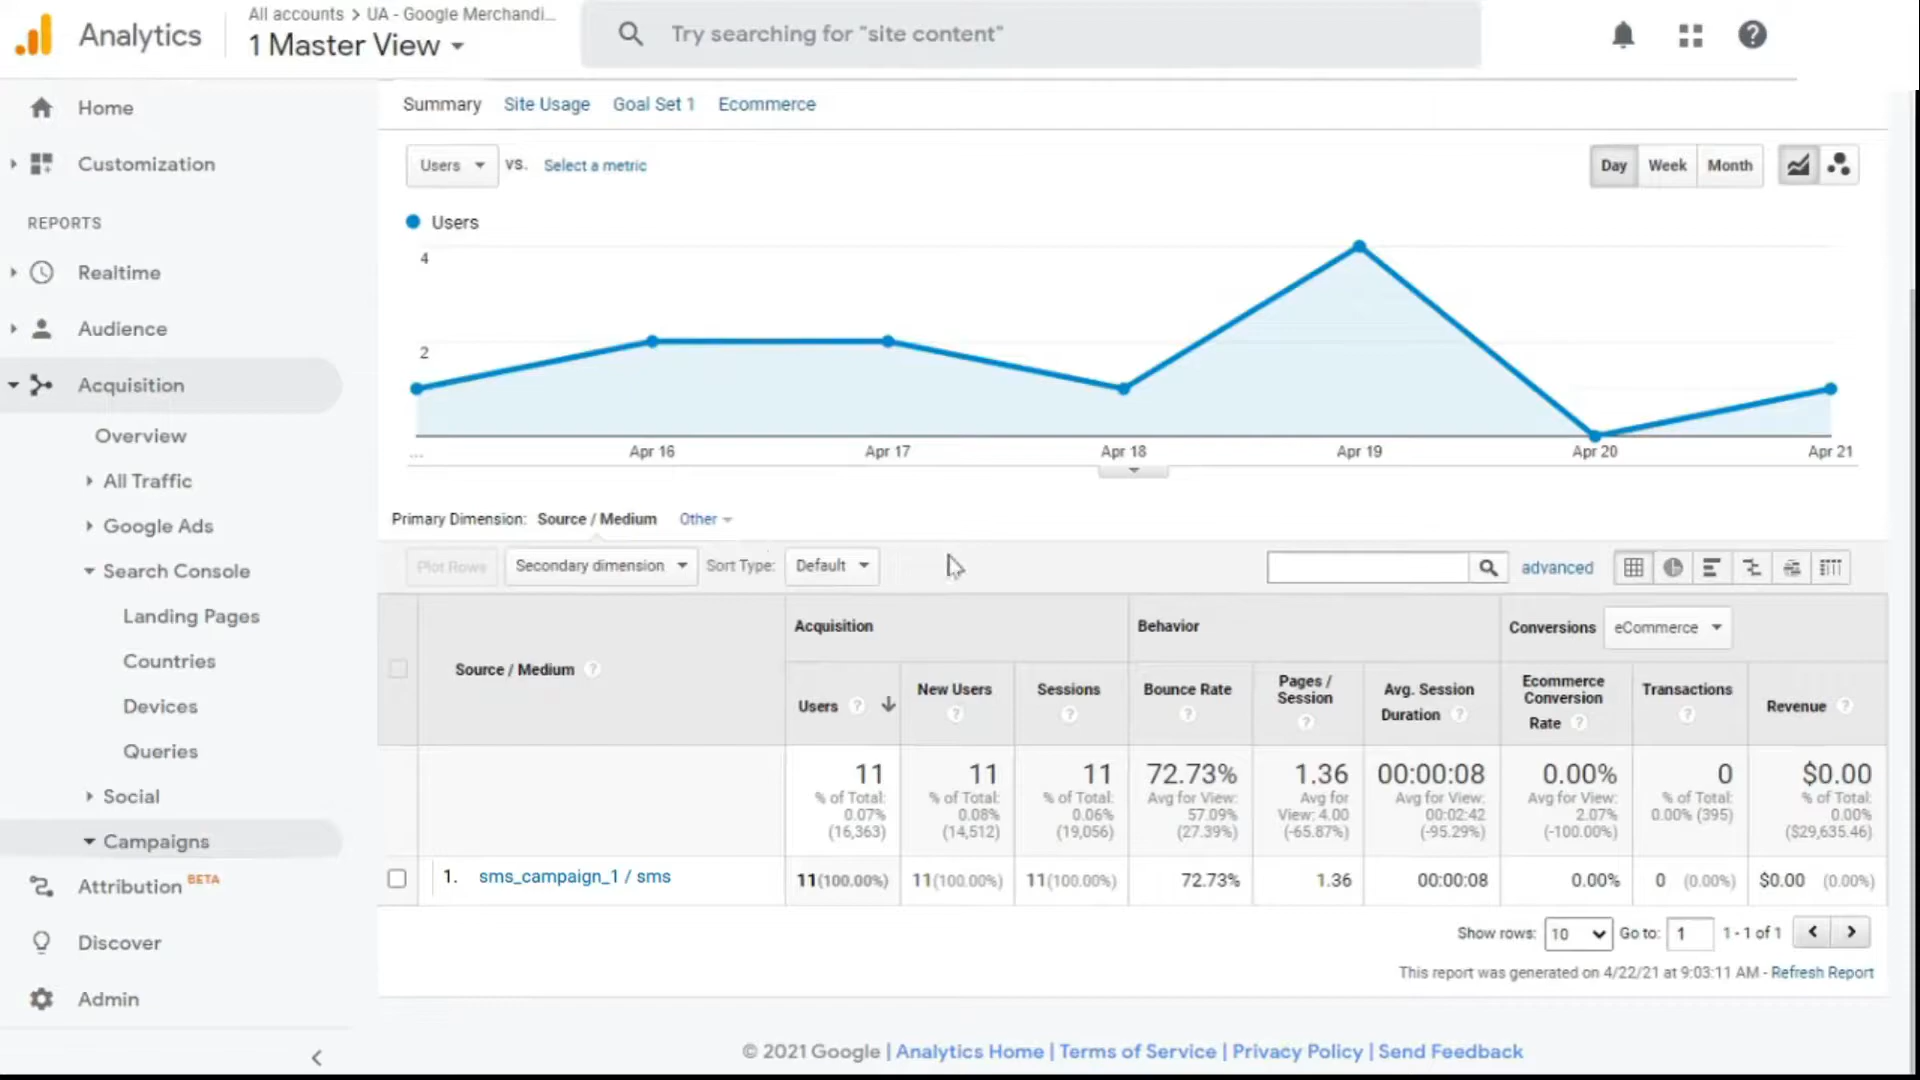 Analytics
All accounts > UA - Google Merchandi...
1 Master View
Try searching for "site content"
Home
Customization
REPORTS
Realtime
Audience
Acquisition
Overview
All Traffic
Google Ads
Search Console
Landing Pages
Countries
Devices
Queries
Social
Campaigns
Attribution BETA
Discover
Admin
Summary Site Usage Goal Set 1 Ecommerce
Users VS. Select a metric
Day Week Month
Users
4
2
... Apr 16 Apr 17 Apr 18 Apr 19 Apr 20 Apr 21
Primary Dimension: Source / Medium Other
Plot Rows Secondary dimension Sort Type: Default advanced
Acquisition Behavior Conversions eCommerce
Source / Medium ?
Users ?
New Users ?
Sessions ?
Bounce Rate ?
Pages / Session ?
Avg. Session Duration ?
Ecommerce Conversion Rate ?
Transactions ?
Revenue ?
11
% of Total:
0.07%
(16,363)
11
% of Total:
0.08%
(14,512)
11
% of Total:
0.06%
(19,056)
72.73%
Avg for View:
57.09%
(27.39%)
1.36
Avg for
View: 4.00
(-65.87%)
00:00:08
Avg for View:
00:02:42
(-95.29%)
0.00%
Avg for View:
2.07%
(-100.00%)
0
% of Total:
0.00% (395)
$0.00
% of Total:
0.00%
($29,635.46)
1. sms_campaign_1 / sms 11(100.00%) 11(100.00%) 11(100.00%) 72.73% 1.36 00:00:08 0.00% 0 (0.00%) $0.00 (0.00%)
Show rows: 10 Go to: 1 1 - 1 of 1
This report was generated on 4/22/21 at 9:03:11 AM - Refresh Report
© 2021 Google | Analytics Home | Terms of Service | Privacy Policy | Send Feedback